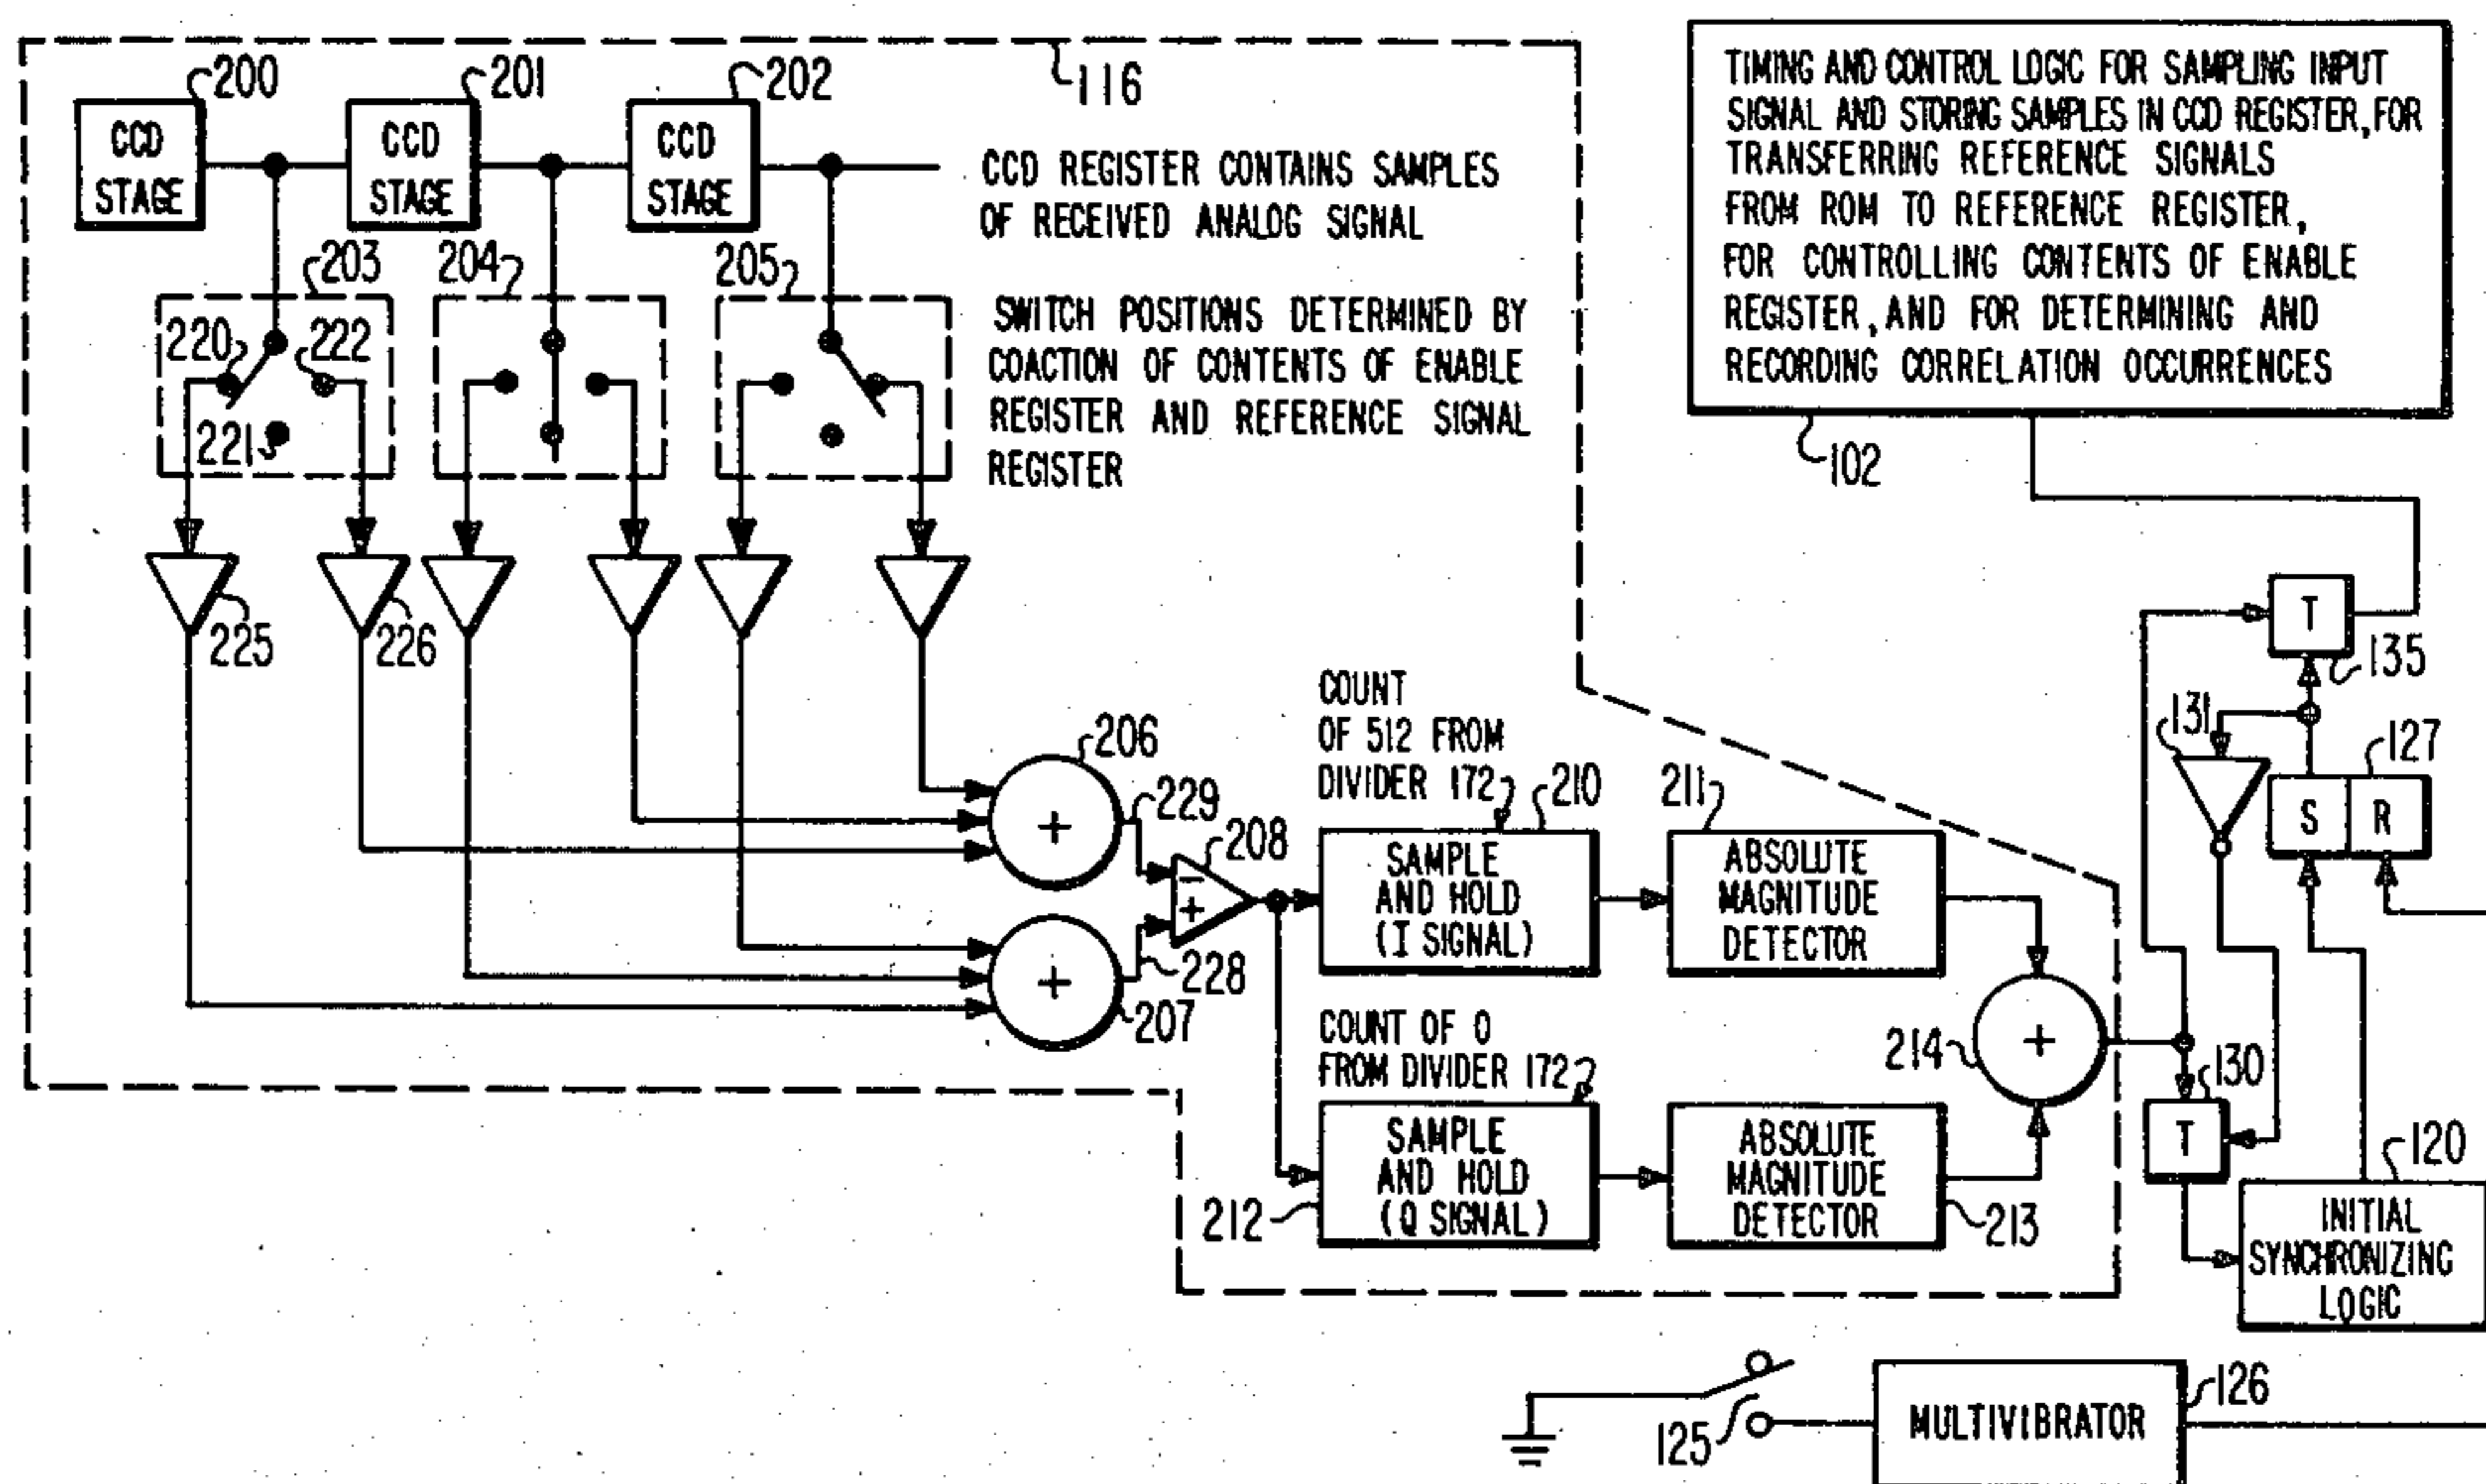 200
201
202
116
CCD
STAGE
CCD
STAGE
CCD
STAGE
CCD REGISTER CONTAINS SAMPLES
OF RECEIVED ANALOG SIGNAL
203
204
205
220
222
221
SWITCH POSITIONS DETERMINED BY
COACTION OF CONTENTS OF ENABLE
REGISTER AND REFERENCE SIGNAL
REGISTER
TIMING AND CONTROL LOGIC FOR SAMPLING INPUT
SIGNAL AND STORING SAMPLES IN CCD REGISTER, FOR
TRANSFERRING REFERENCE SIGNALS
FROM ROM TO REFERENCE REGISTER,
FOR CONTROLLING CONTENTS OF ENABLE
REGISTER, AND FOR DETERMINING AND
RECORDING CORRELATION OCCURRENCES
102
225
226
T
135
131
127
S R
206
+
229
208
-
+
228
+
207
COUNT
OF 512 FROM
DIVIDER 172
210
211
SAMPLE
AND HOLD
(I SIGNAL)
ABSOLUTE
MAGNITUDE
DETECTOR
COUNT OF 0
FROM DIVIDER 172
214
+
130
T
SAMPLE
AND HOLD
(Q SIGNAL)
212
ABSOLUTE
MAGNITUDE
DETECTOR
213
120
INITIAL
SYNCHRONIZING
LOGIC
125
MULTIVIBRATOR
126